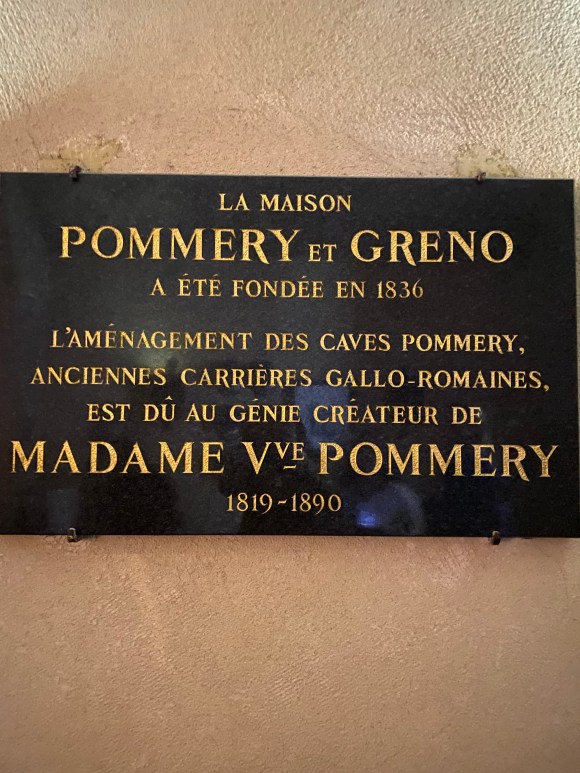 LA MAISON
POMMERY ET GRENO
A ÉTÉ FONDÉE EN 1836
L'AMÉNAGEMENT DES CAVES POMMERY,
ANCIENNES CARRIÈRES GALLO-ROMAINES,
EST DÛ AU GÉNIE CRÉATEUR DE
MADAME VVE POMMERY
1819-1890